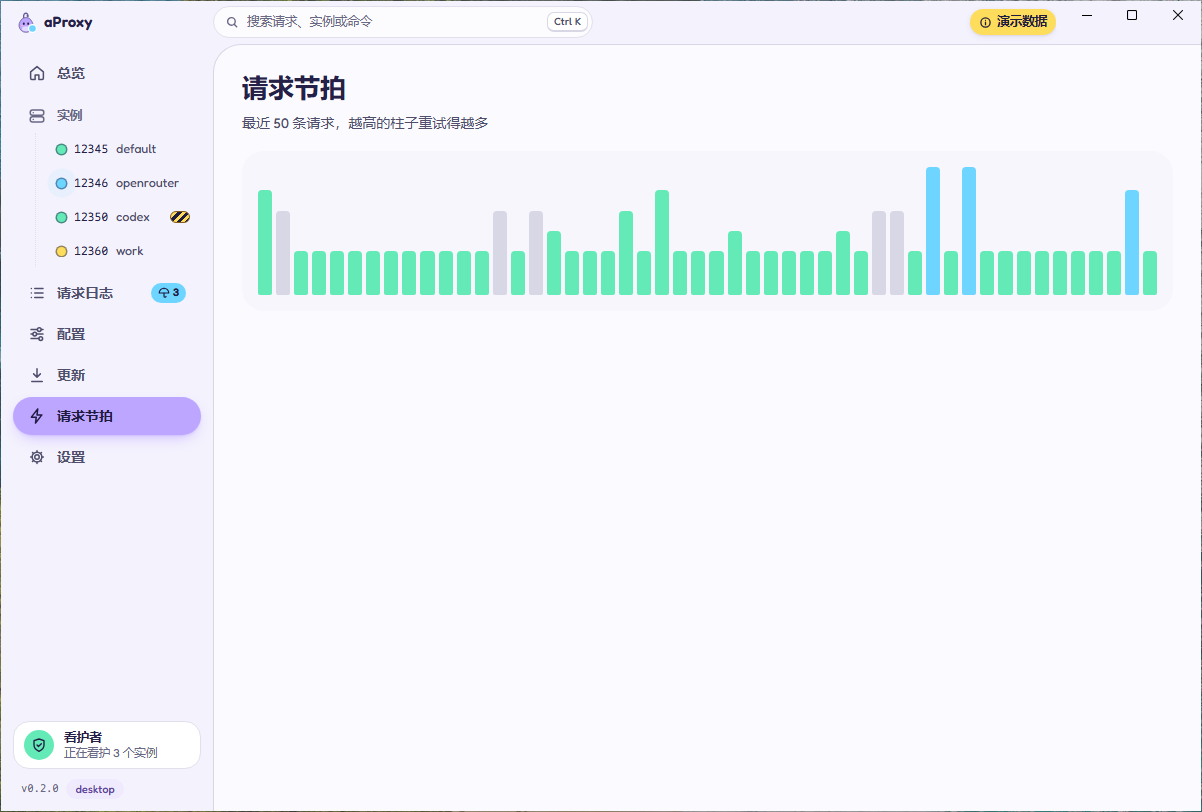 aProxy
搜索请求、实例或命令
Ctrl K
演示数据
总览
实例
12345 default
12346 openrouter
12350 codex
12360 work
请求日志
3
配置
更新
请求节拍
设置
请求节拍
最近 50 条请求，越高的柱子重试得越多
看护者
正在看护 3 个实例
v0.2.0
desktop